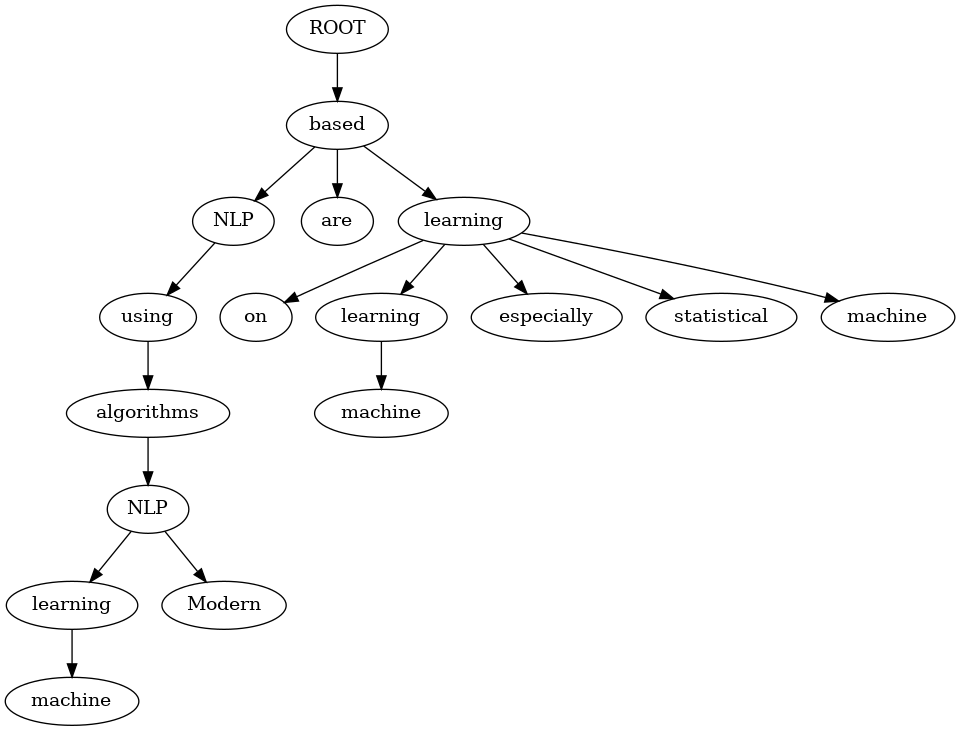 ROOT
based
NLP are learning
using on learning especially statistical machine
algorithms machine
NLP
learning Modern
machine